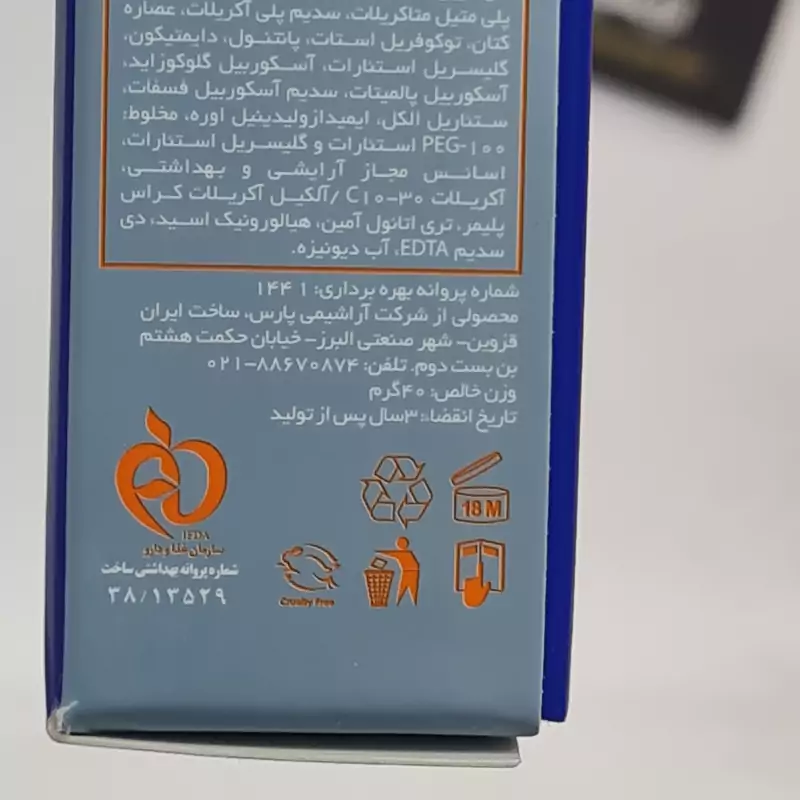 پلی متیل متاکریلات، سدیم پلی آکریلات، عصاره
کتان، توکوفریل استات، پانتنول، دایمتیکون،
گلیسریل استئارات، آسکوربیل گلوکوزاید،
آسکوربیل پالمیتات، سدیم آسکوربیل فسفات،
ستئاریل الکل، ایمیدازولیدینیل اوره، مخلوط:
PEG-۱۰۰ استئارات و گلیسریل استئارات،
اسانس مجاز آرایشی و بهداشتی،
آکریلات C۱۰-۳۰ /آلکیل آکریلات کراس
پلیمر، تری اتانول آمین، هیالورونیک اسید، دی
سدیم EDTA، آب دیونیزه.
شماره پروانه بهره برداری: ۱۴۴۱
محصولی از شرکت آراشیمی پارس، ساخت ایران
قزوین- شهر صنعتی البرز- خیابان حکمت هشتم
بن بست دوم. تلفن: ۸۸۶۷۰۸۷۴-۰۲۱
وزن خالص: ۴۰گرم
تاریخ انقضاء: ۳سال پس از تولید
18 M
IFDA
سازمان غذا و دارو
شماره پروانه بهداشتی ساخت
۳۸/۱۳۵۲۹
Cruelty Free